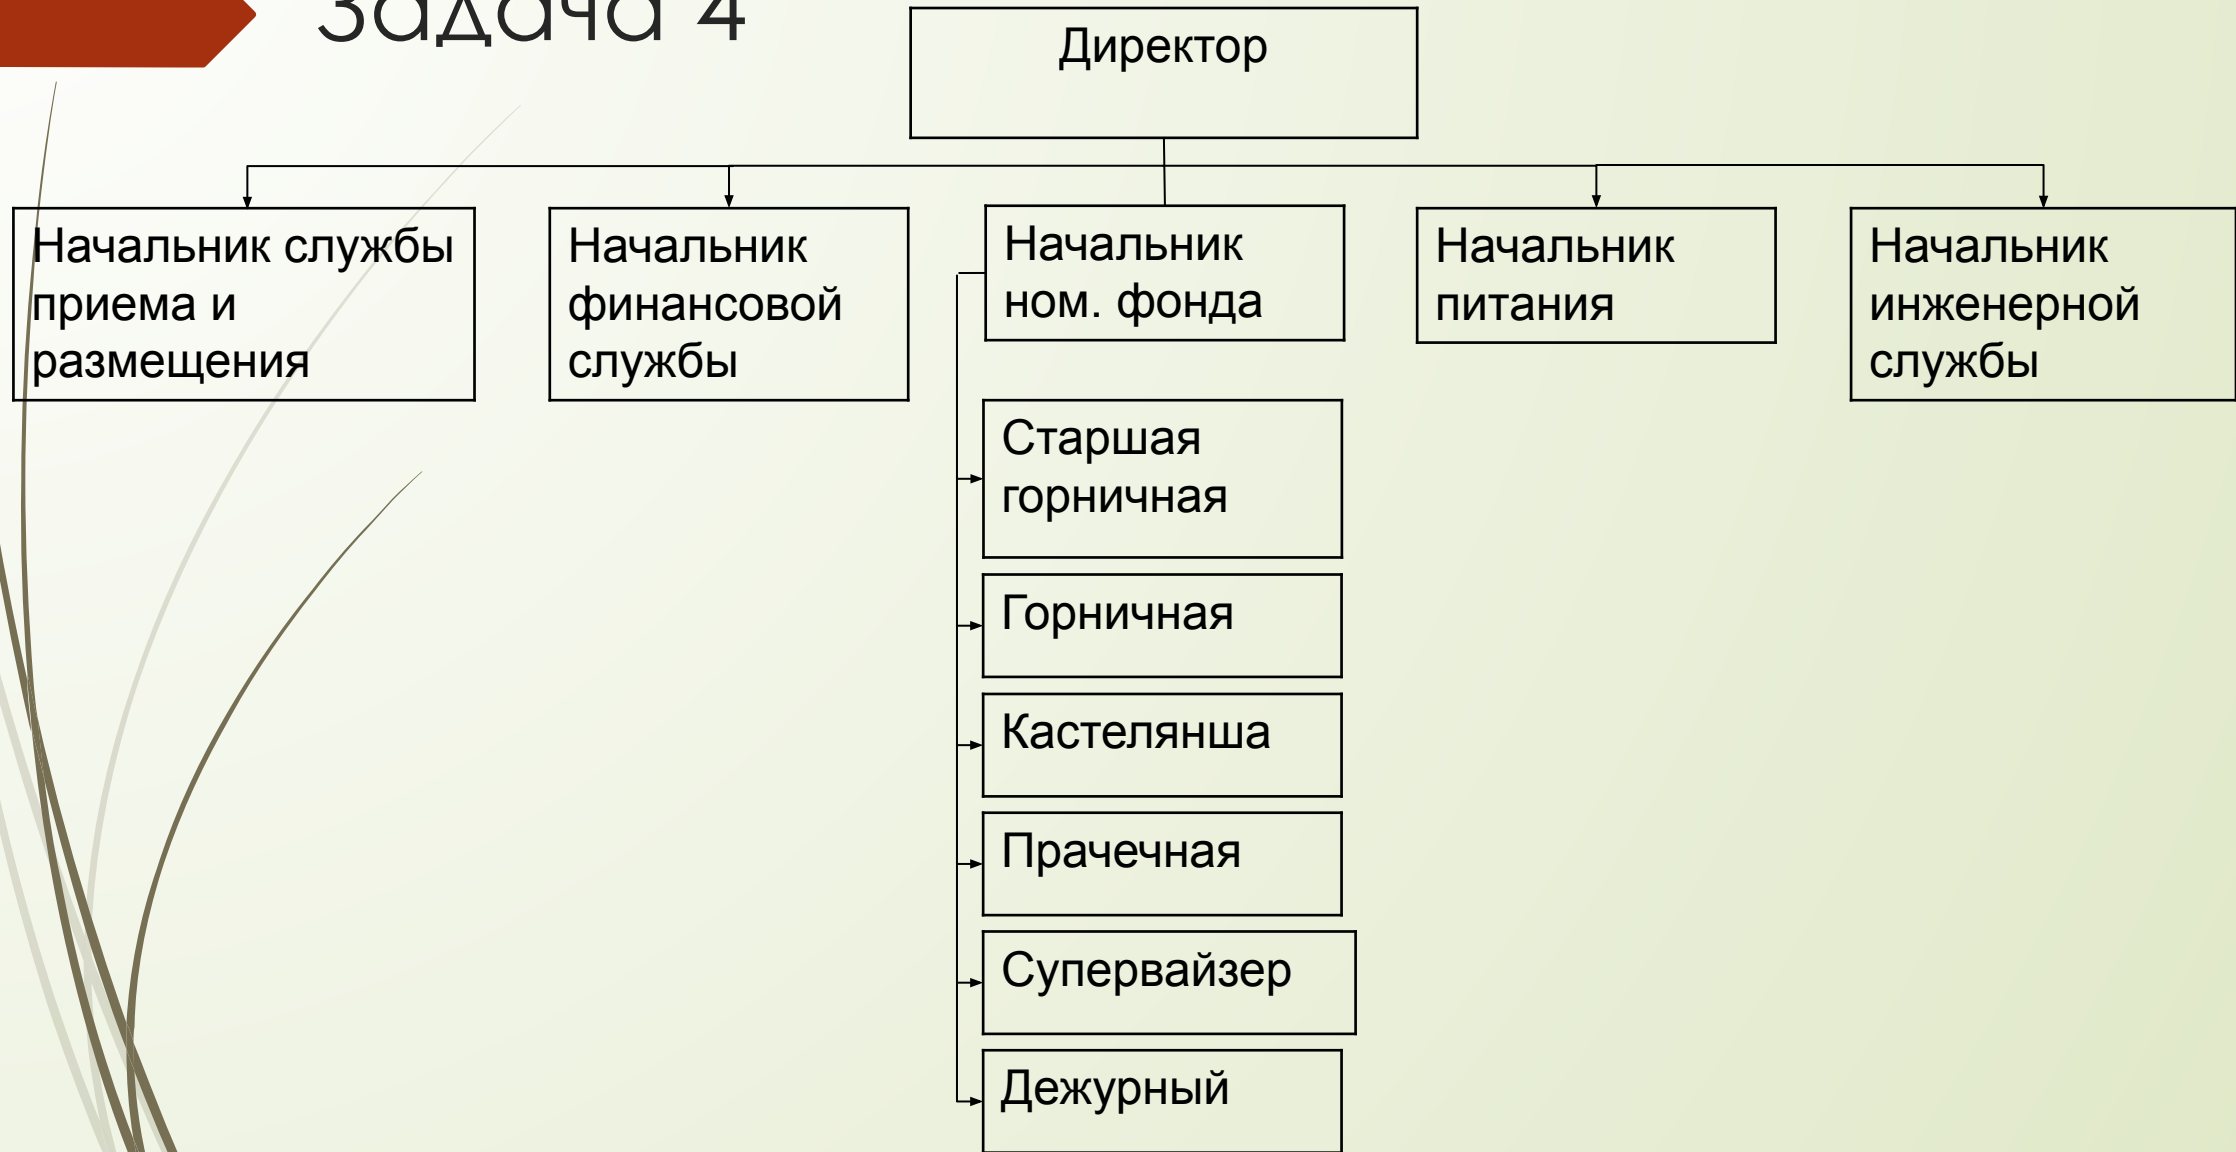 Задача 4
Директор
Начальник службы
приема и
размещения
Начальник
финансовой
службы
Начальник
ном. фонда
Начальник
питания
Начальник
инженерной
службы
Старшая
горничная
Горничная
Кастелянша
Прачечная
Супервайзер
Дежурный